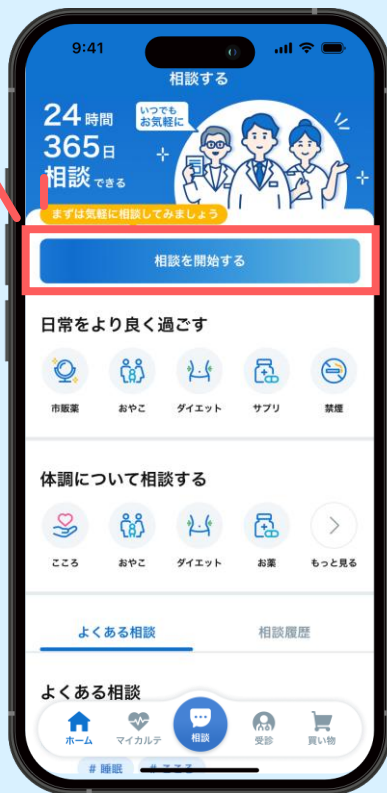 9:41
相談する
24時間
365日
相談できる
いつでも
お気軽に
まずは気軽に相談してみましょう
相談を開始する
日常をより良く過ごす
市販薬 おやこ ダイエット サプリ 禁煙
体調について相談する
こころ おやこ ダイエット お薬 もっと見る
よくある相談 相談履歴
よくある相談
ホーム マイカルテ 相談 受診 買い物
# 睡眠 # こころ